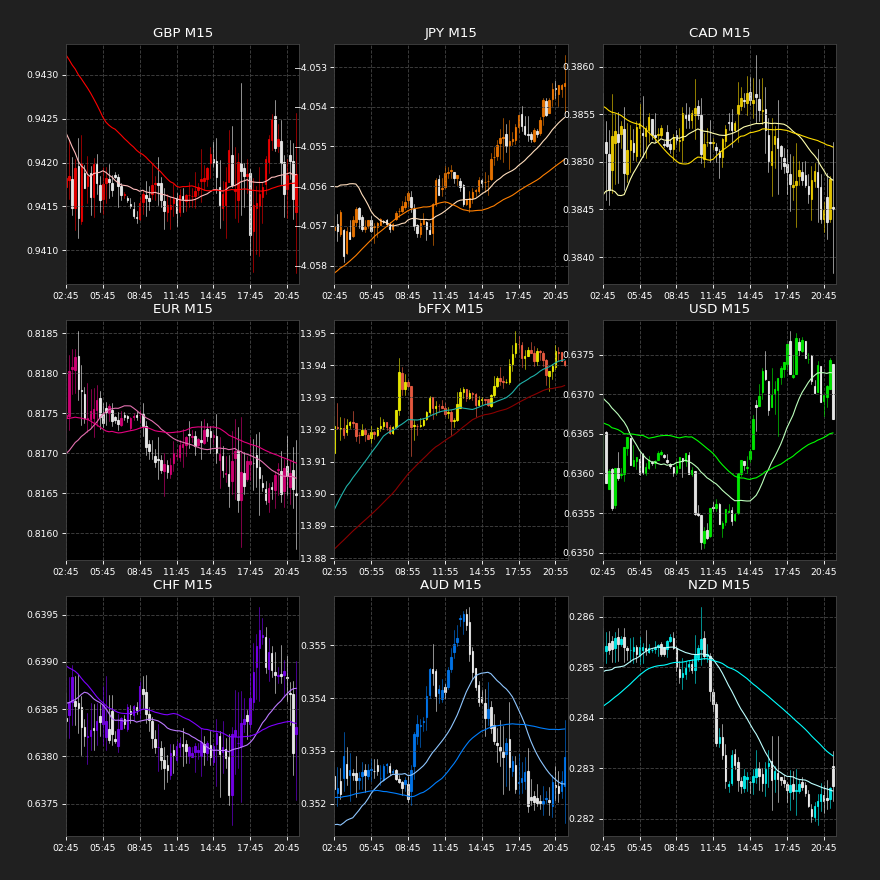 GBP M15
0.9430
0.9425
0.9420
0.9415
0.9410
02:45 05:45 08:45 11:45 14:45 17:45 20:45
JPY M15
-4.053
-4.054
-4.055
-4.056
-4.057
-4.058
02:45 05:45 08:45 11:45 14:45 17:45 20:45
CAD M15
0.3860
0.3855
0.3850
0.3845
0.3840
02:45 05:45 08:45 11:45 14:45 17:45 20:45
EUR M15
0.8185
0.8180
0.8175
0.8170
0.8165
0.8160
02:45 05:45 08:45 11:45 14:45 17:45 20:45
bFFX M15
13.95
13.94
13.93
13.92
13.91
13.90
13.89
13.88
02:55 05:55 08:55 11:55 14:55 17:55 20:55
USD M15
0.6375
0.6370
0.6365
0.6360
0.6355
0.6350
02:45 05:45 08:45 11:45 14:45 17:45 20:45
CHF M15
0.6395
0.6390
0.6385
0.6380
0.6375
02:45 05:45 08:45 11:45 14:45 17:45 20:45
AUD M15
0.355
0.354
0.353
0.352
02:45 05:45 08:45 11:45 14:45 17:45 20:45
NZD M15
0.286
0.285
0.284
0.283
0.282
02:45 05:45 08:45 11:45 14:45 17:45 20:45